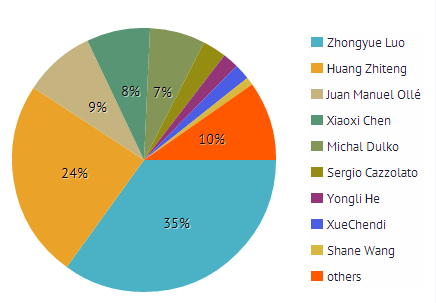 8%
7%
9%
10%
24%
35%
Zhongyue Luo
Huang Zhiteng
Juan Manuel Ollé
Xiaoxi Chen
Michal Dulko
Sergio Cazzolato
Yongli He
XueChendi
Shane Wang
others